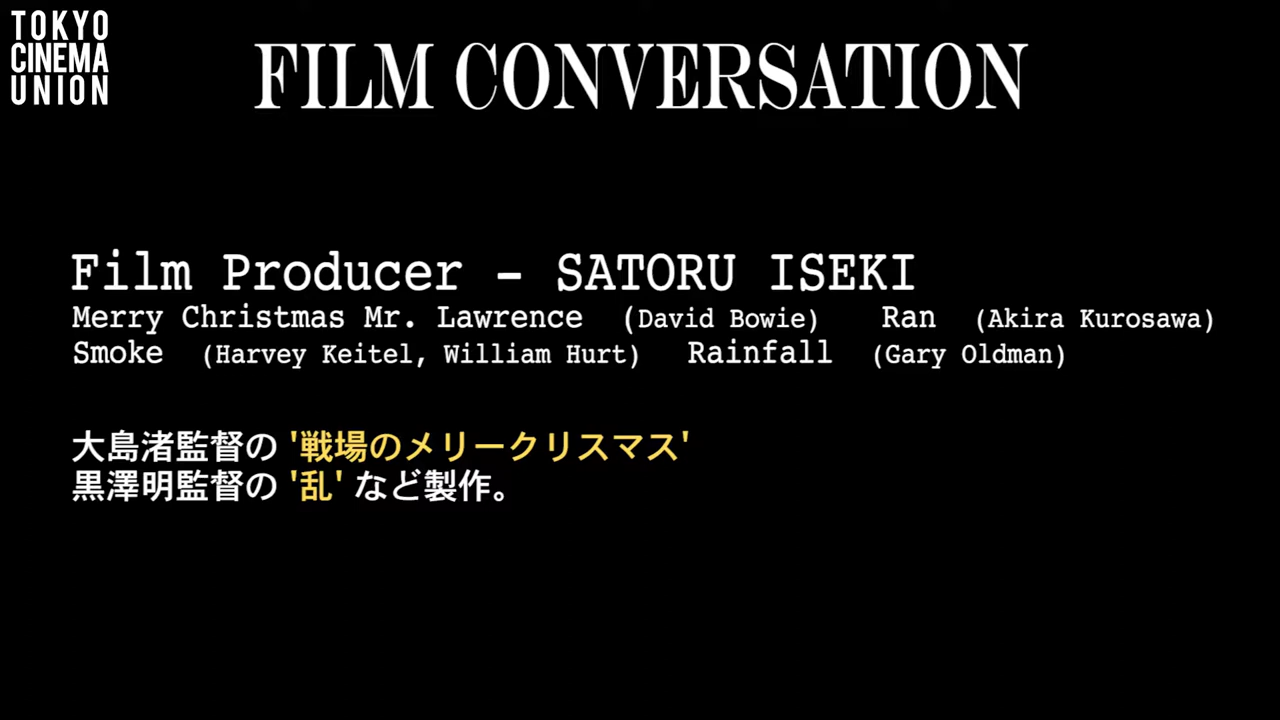 TOKYO
CINEMA
UNION
FILM CONVERSATION
Film Producer - SATORU ISEKI
Merry Christmas Mr. Lawrence (David Bowie) Ran (Akira Kurosawa)
Smoke (Harvey Keitel, William Hurt) Rainfall (Gary Oldman)
大島渚監督の '戦場のメリークリスマス'
黒澤明監督の '乱' など製作。